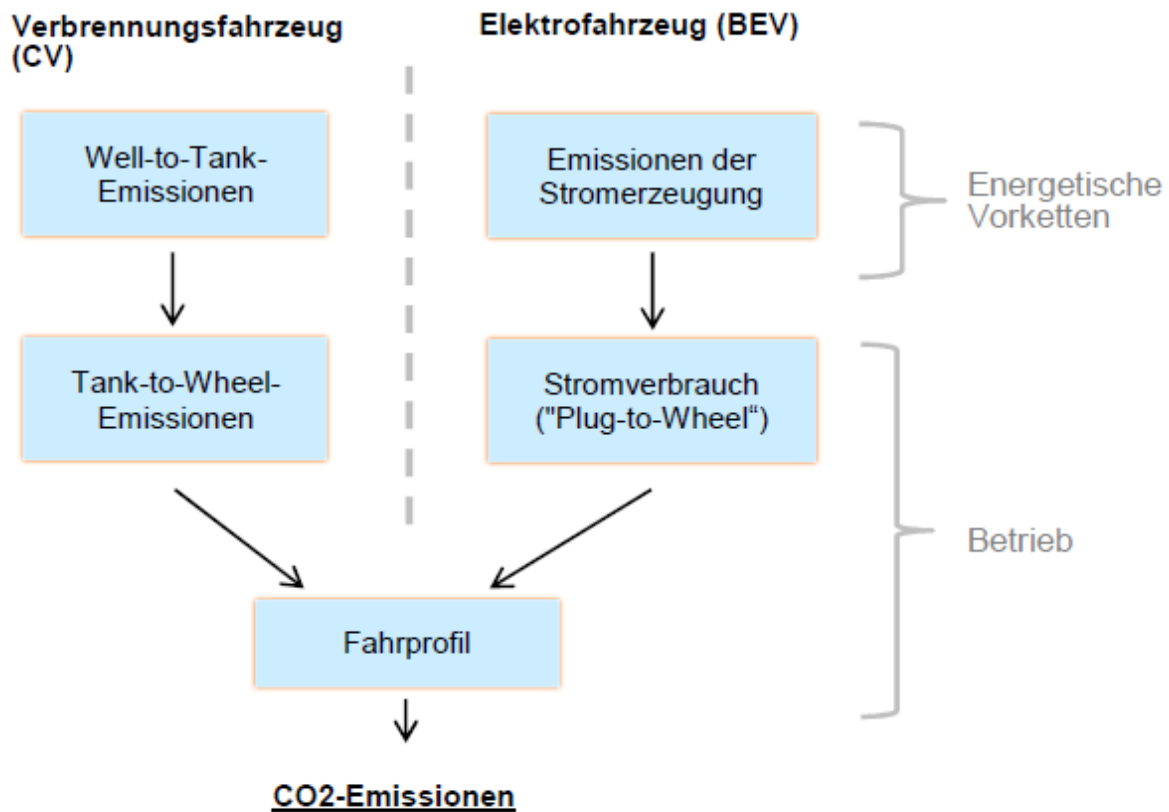 Verbrennungsfahrzeug
(CV)
Elektrofahrzeug (BEV)
Well-to-Tank-
Emissionen
Emissionen der
Stromerzeugung
Energetische
Vorketten
Tank-to-Wheel-
Emissionen
Stromverbrauch
("Plug-to-Wheel“)
Betrieb
Fahrprofil
CO2-Emissionen